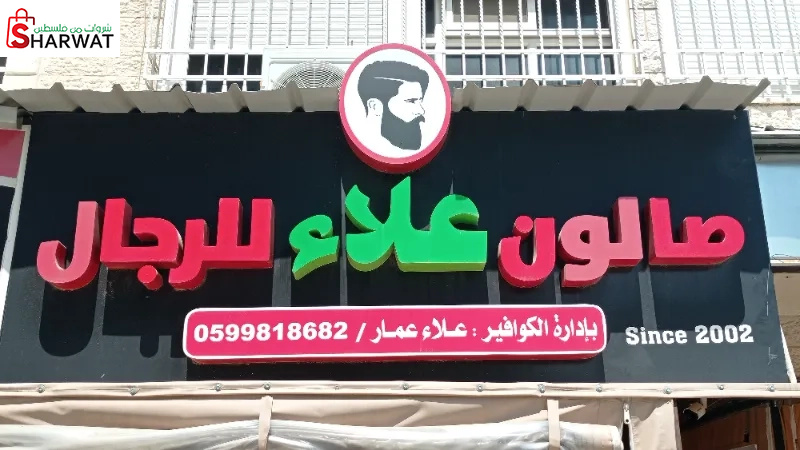 شروات من فلسطين
SHARWAT
صالون علاء للرجال
بإدارة الكوافير : علاء عمار / 0599818682
Since 2002